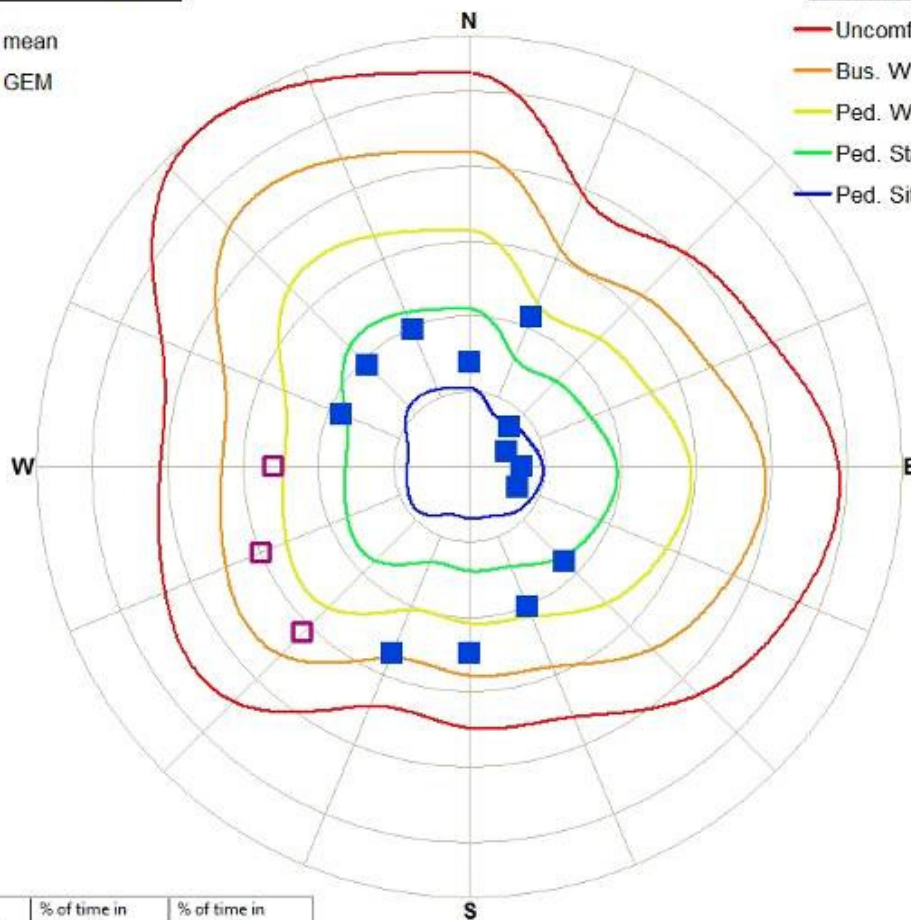 N
mean
GEM
Uncomf
Bus. W
Ped. W
Ped. St
Ped. Si
W
E
S
% of time in
% of time in